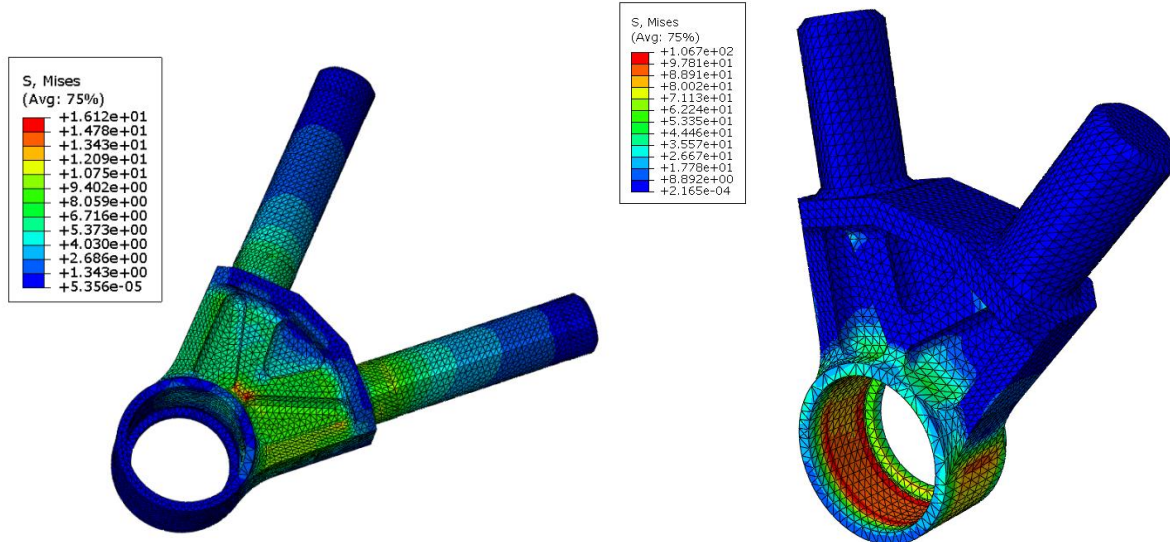 S, Mises
(Avg: 75%)
+1.612e+01
+1.478e+01
+1.343e+01
+1.209e+01
+1.075e+01
+9.402e+00
+8.059e+00
+6.716e+00
+5.373e+00
+4.030e+00
+2.686e+00
+1.343e+00
+5.356e-05
S, Mises
(Avg: 75%)
+1.067e+02
+9.781e+01
+8.891e+01
+8.002e+01
+7.113e+01
+6.224e+01
+5.335e+01
+4.446e+01
+3.557e+01
+2.667e+01
+1.778e+01
+8.892e+00
+2.165e-04